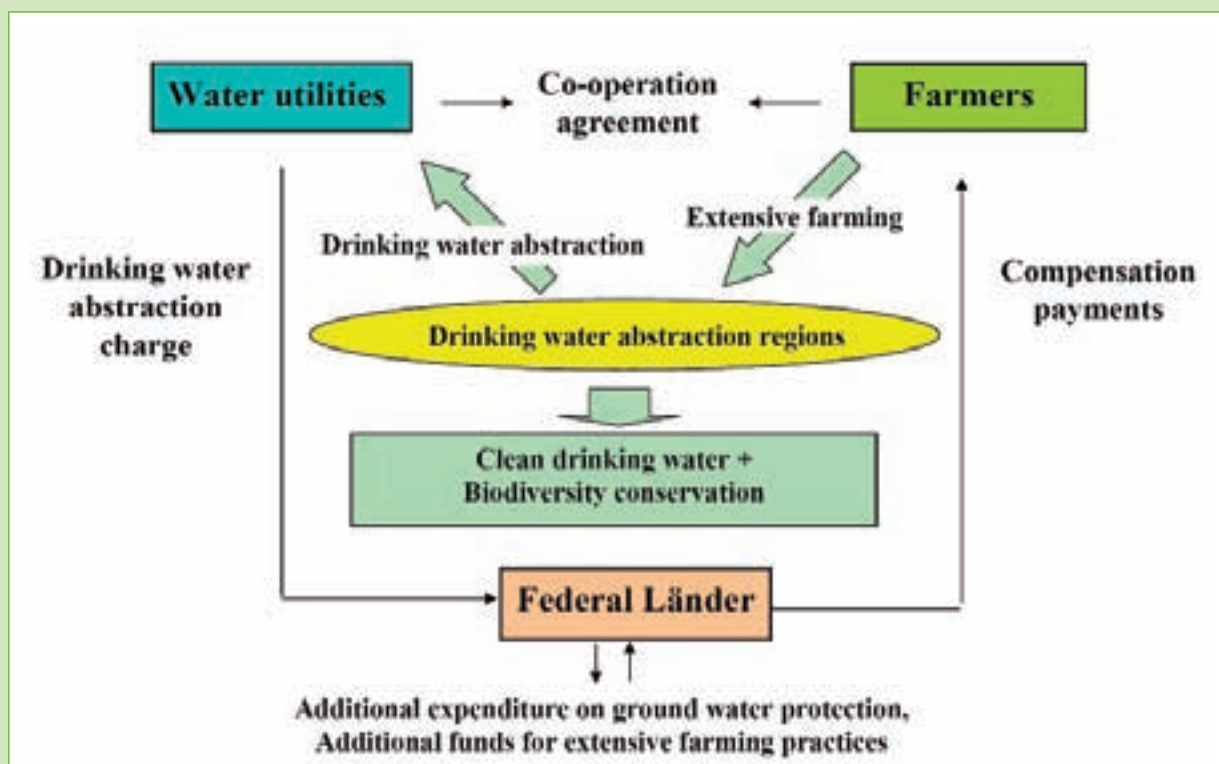 Water utilities
Co-operation
agreement
Farmers
Drinking water abstraction
Extensive farming
Drinking water
abstraction
charge
Compensation
payments
Drinking water abstraction regions
Clean drinking water +
Biodiversity conservation
Federal Länder
Additional expenditure on ground water protection,
Additional funds for extensive farming practices